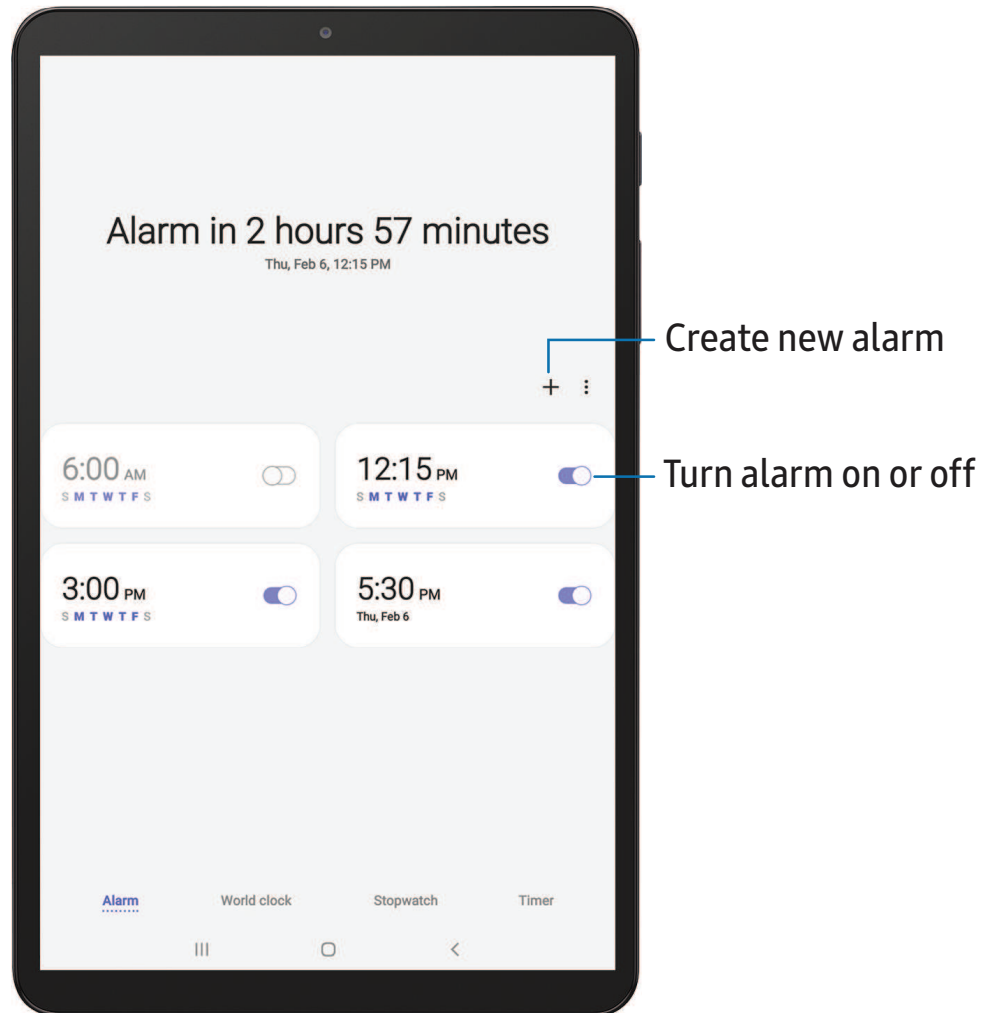 Alarm in 2 hours 57 minutes
Thu, Feb 6, 12:15 PM
Create new alarm
6:00 AM
S M T W T F S
12:15 PM
S M T W T F S
Turn alarm on or off
3:00 PM
S M T W T F S
5:30 PM
Thu, Feb 6
Alarm World clock Stopwatch Timer